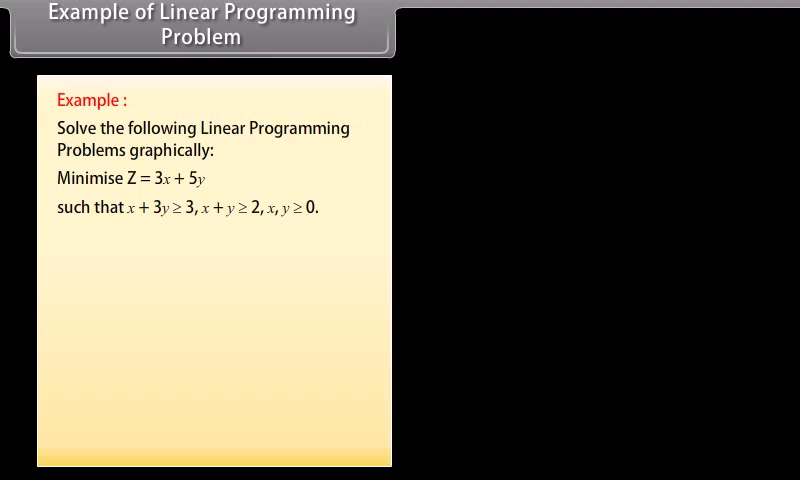 Example of Linear Programming
Problem
Example :
Solve the following Linear Programming
Problems graphically:
Minimise Z = 3x + 5y
such that x + 3y ≥ 3, x + y ≥ 2, x, y ≥ 0.